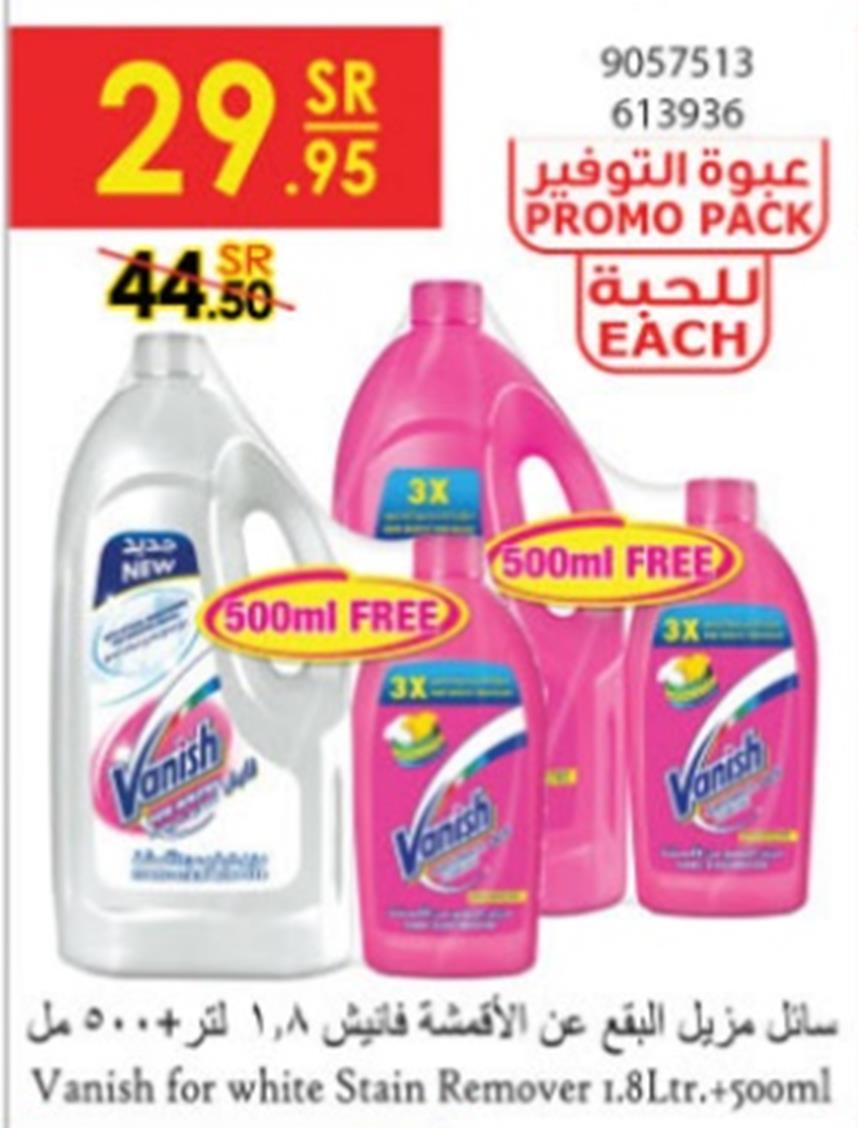 29.95 SR
44.50 SR
9057513
613936
عبوة التوفير
PROMO PACK
للحبة
EACH
3X
500ml FREE
جديد
NEW
500ml FREE
3X
3X
Vanish
فانيش
Vanish
Vanish
سائل مزيل البقع عن الأقمشة فانيش ١,٨ لتر+٥٠٠ مل
Vanish for white Stain Remover 1.8Ltr.+500ml